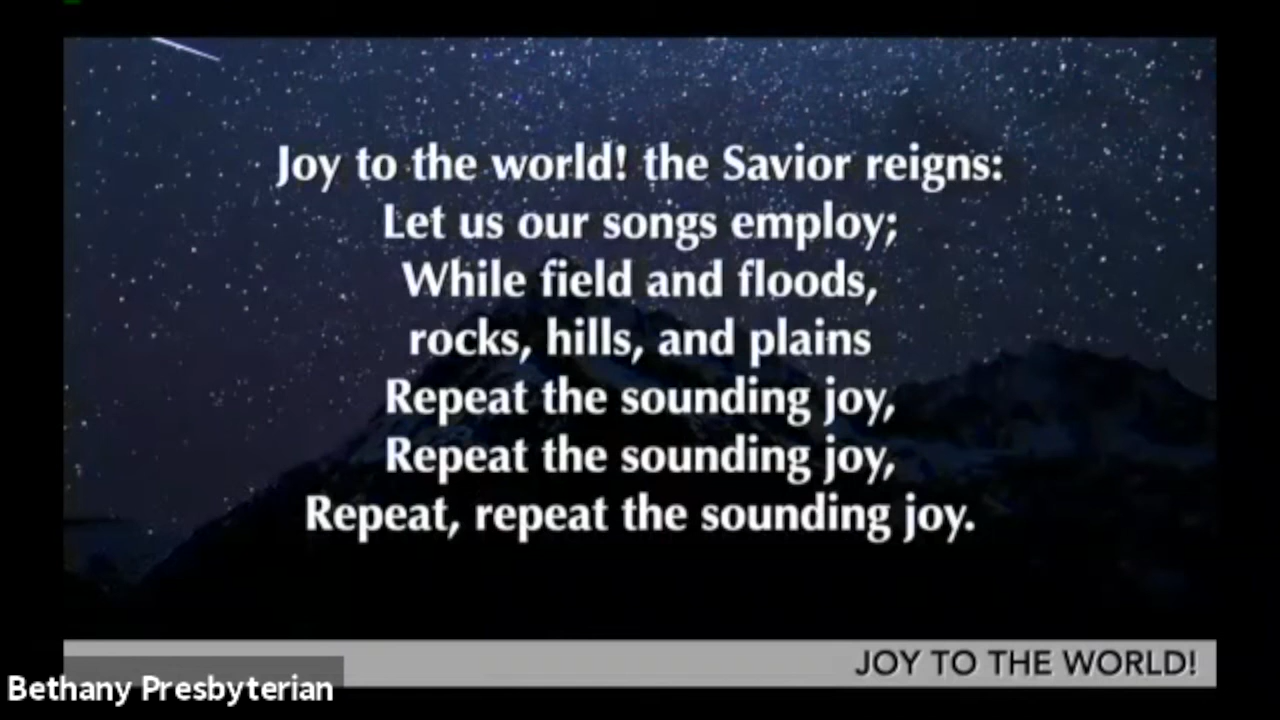 Joy to the world! the Savior reigns:
Let us our songs employ;
While field and floods,
rocks, hills, and plains
Repeat the sounding joy,
Repeat the sounding joy,
Repeat, repeat the sounding joy.
JOY TO THE WORLD!
Bethany Presbyterian